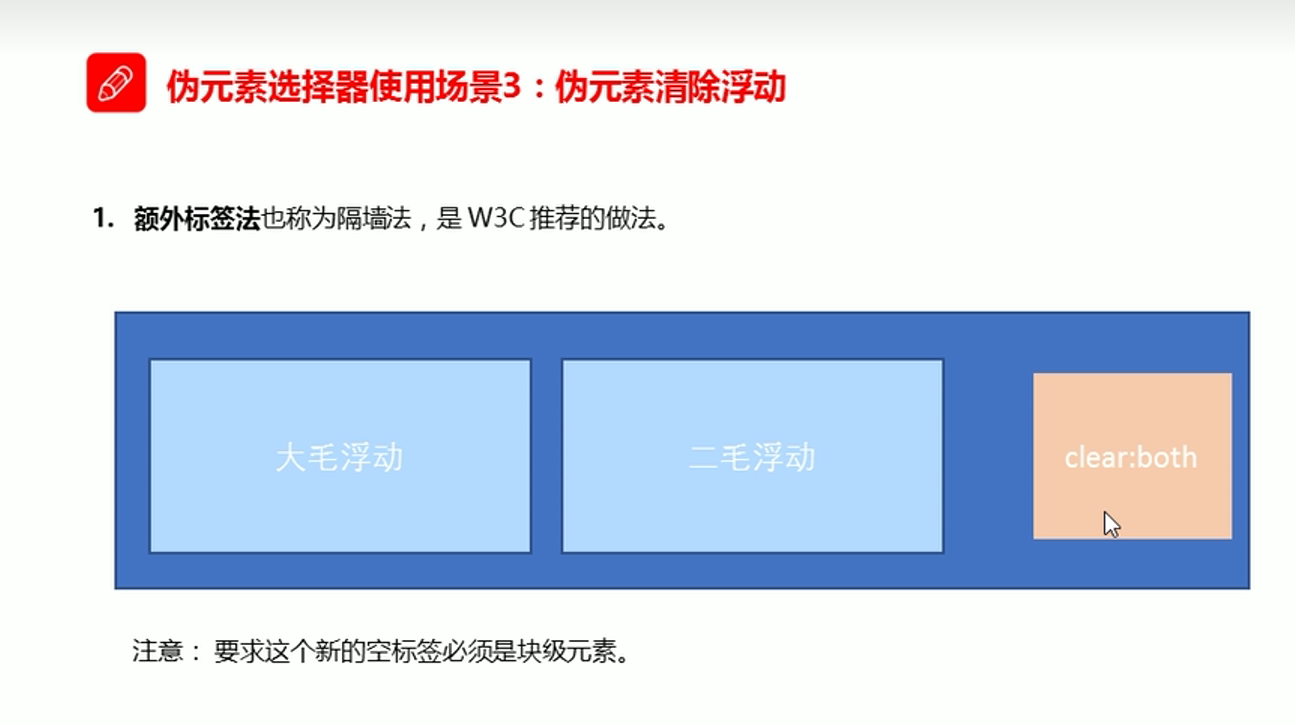 伪元素选择器使用场景3：伪元素清除浮动
1. 额外标签法也称为隔墙法，是 W3C 推荐的做法。
大毛浮动
二毛浮动
clear:both
注意： 要求这个新的空标签必须是块级元素。